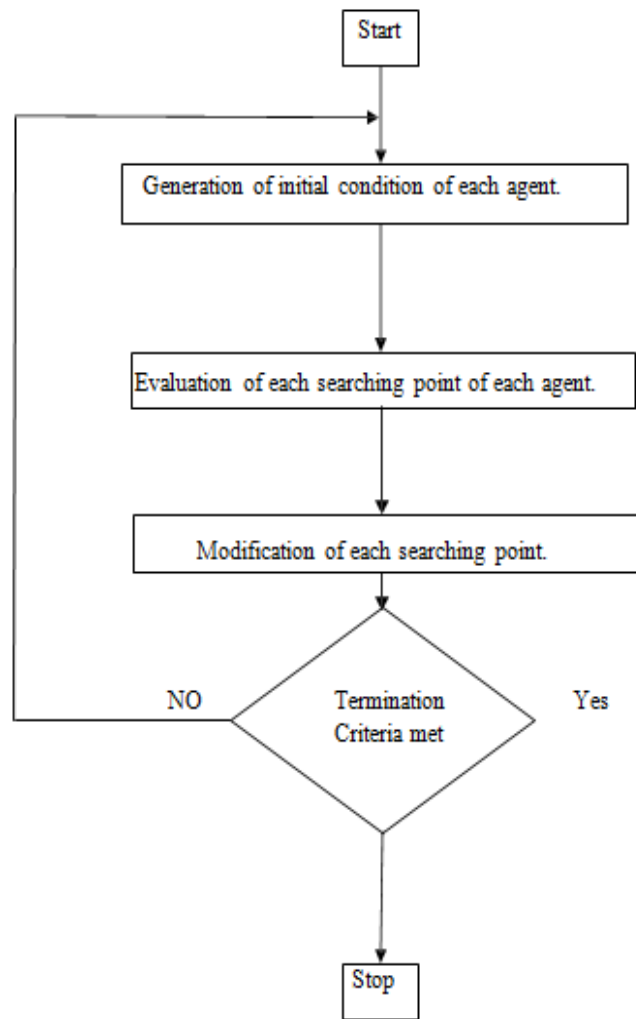 Start
Generation of initial condition of each agent.
Evaluation of each searching point of each agent.
Modification of each searching point.
NO
Termination
Criteria met
Yes
Stop